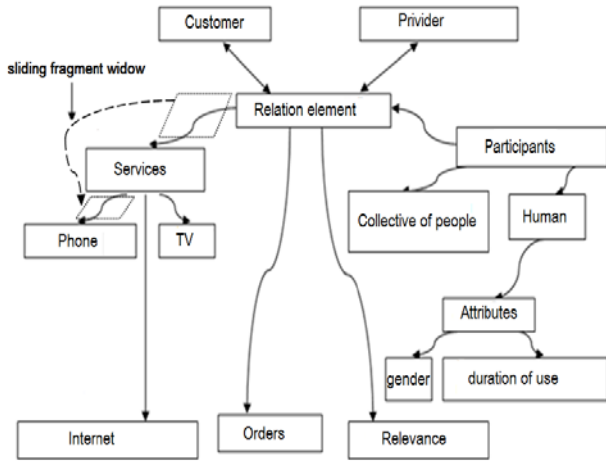 Customer
Privider
sliding fragment widow
Relation element
Participants
Services
Collective of people
Human
Phone
TV
Attributes
gender
duration of use
Internet
Orders
Relevance